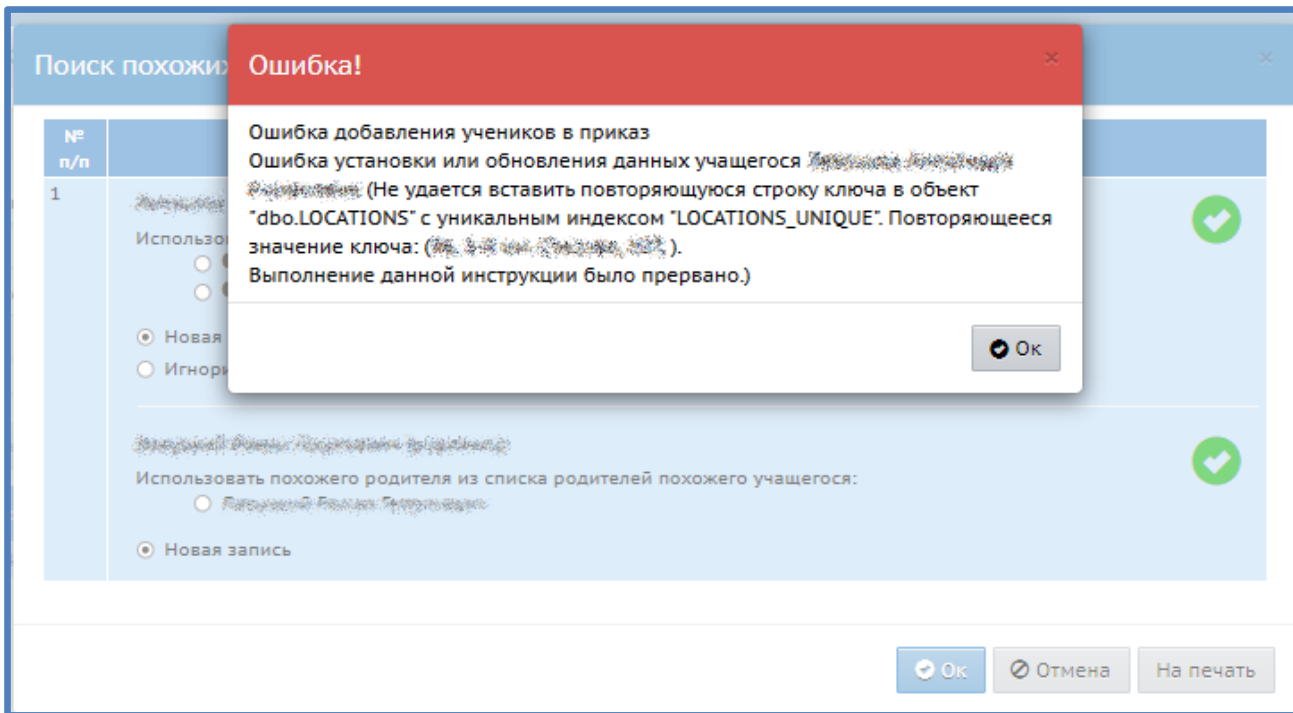 Поиск похожи
Ошибка!
Ошибка добавления учеников в приказ
Ошибка установки или обновления данных учащегося
(Не удается вставить повторяющуюся строку ключа в объект
"dbo.LOCATIONS" с уникальным индексом "LOCATIONS_UNIQUE". Повторяющееся
значение ключа: ( ).
Выполнение данной инструкции было прервано.)
Ок
№
п/п
1
Использо
Новая
Игнори
Использовать похожего родителя из списка родителей похожего учащегося:
Новая запись
Ок
Отмена
На печать